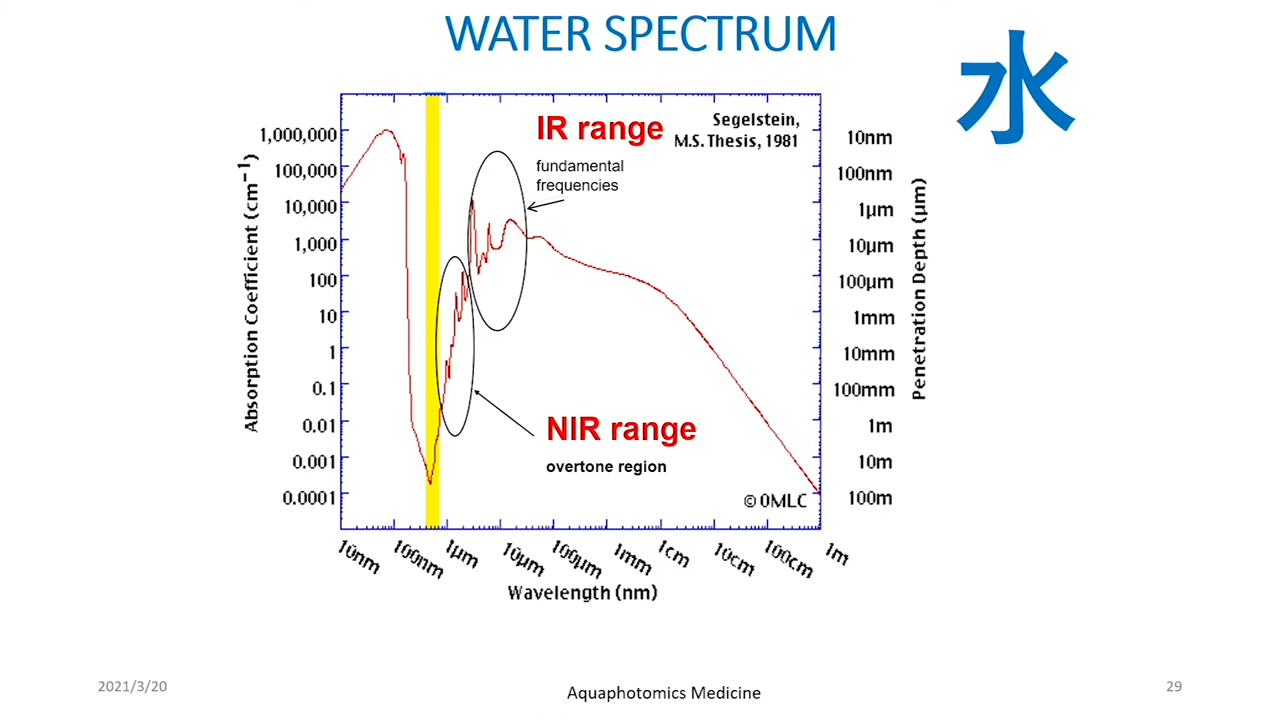 WATER SPECTRUM
水
Segelstein,
M.S. Thesis, 1981
IR range
fundamental
frequencies
NIR range
overtone region
© OMLC
Absorption Coefficient (cm⁻¹)
1,000,000
100,000
10,000
1,000
100
10
1
0.1
0.01
0.001
0.0001
10nm
100nm
1µm
10µm
100µm
1mm
10mm
100mm
1m
10m
100m
Penetration Depth (µm)
10nm
100nm
1µm
10µm
100µm
1mm
1cm
10cm
100cm
1m
Wavelength (nm)
2021/3/20
Aquaphotomics Medicine
29